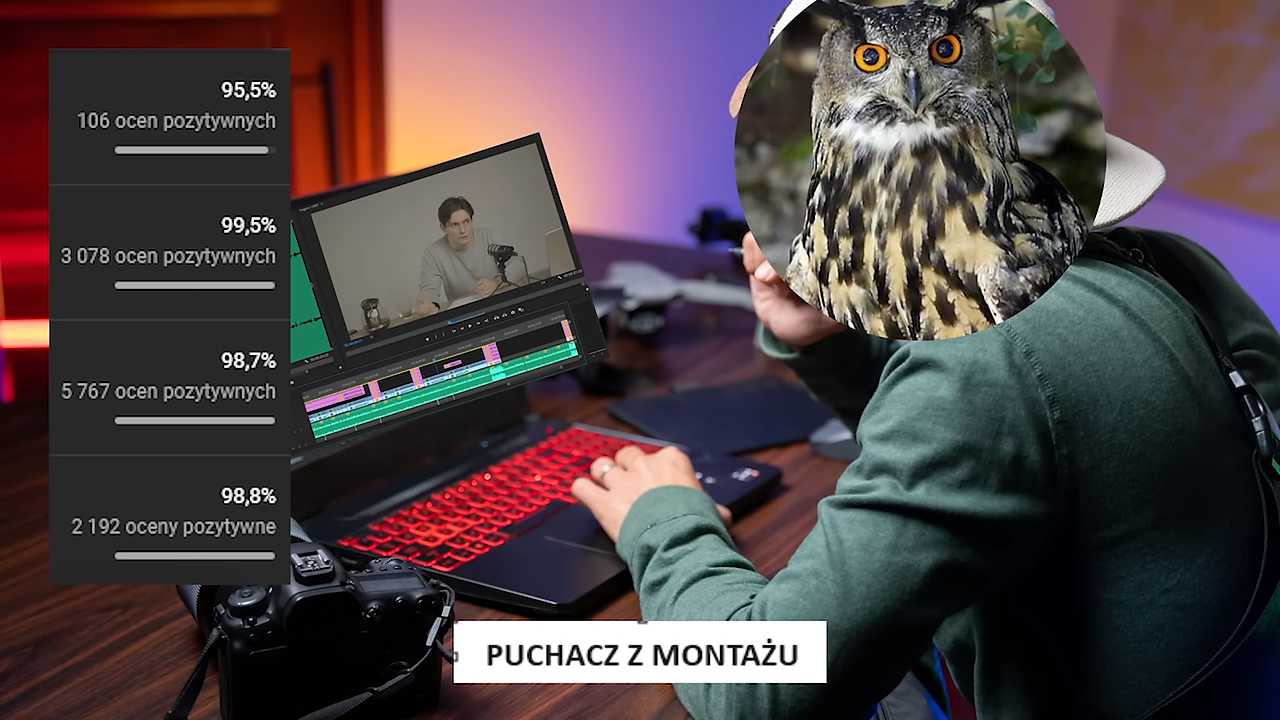 95,5%
106 ocen pozytywnych
99,5%
3 078 ocen pozytywnych
98,7%
5 767 ocen pozytywnych
98,8%
2 192 oceny pozytywne
PUCHACZ Z MONTAŻU